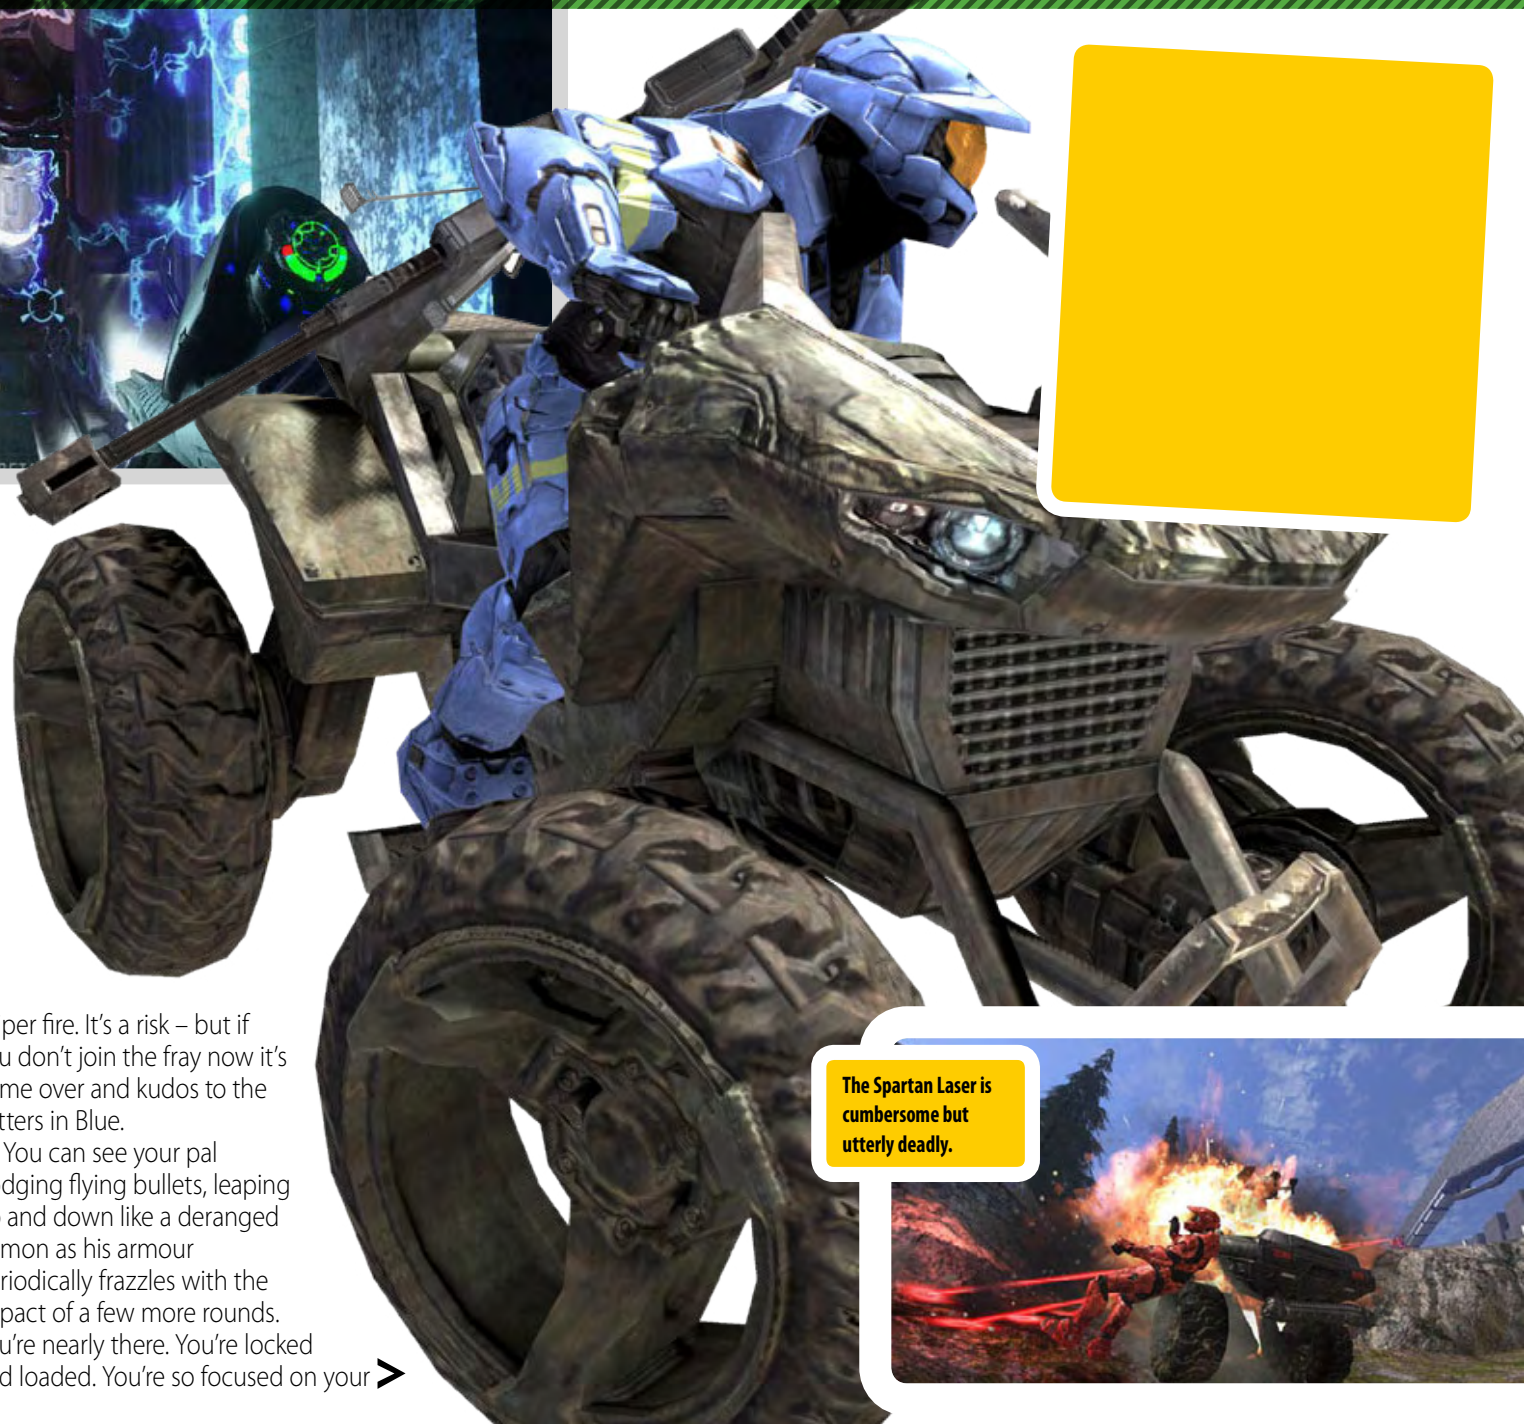 per fire. It's a risk – but if
u don't join the fray now it's
me over and kudos to the
tters in Blue.
You can see your pal
dging flying bullets, leaping
and down like a deranged
mon as his armour
riodically frazzles with the
pact of a few more rounds.
u're nearly there. You're locked
d loaded. You're so focused on your >
The Spartan Laser is
cumbersome but
utterly deadly.